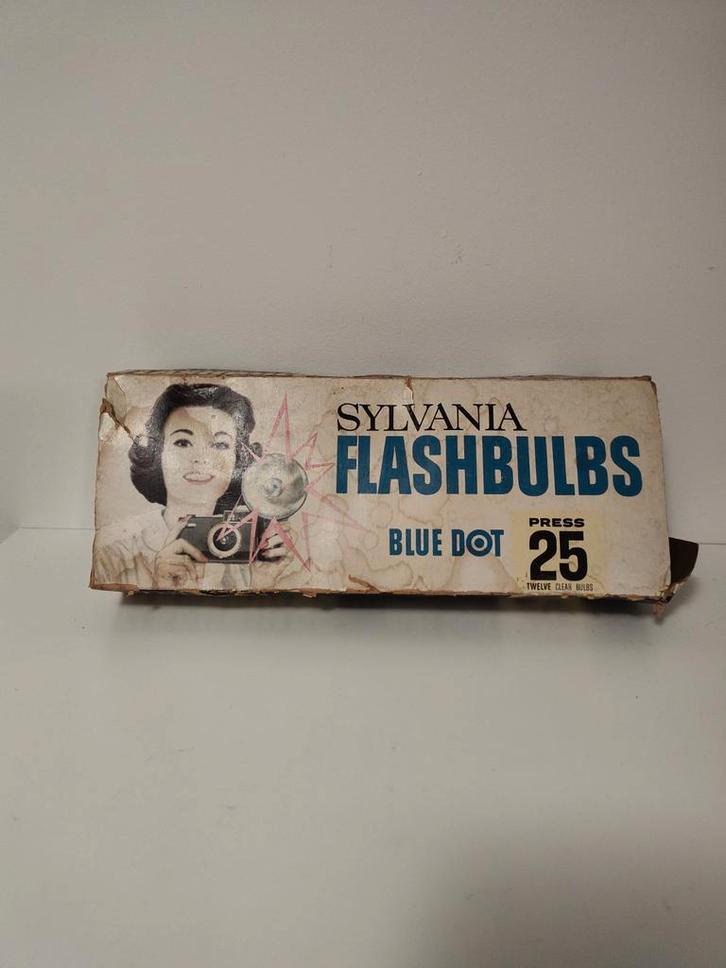 SYLVANIA
FLASHBULBS
BLUE DOT
PRESS
25
TWELVE CLEAR BULBS